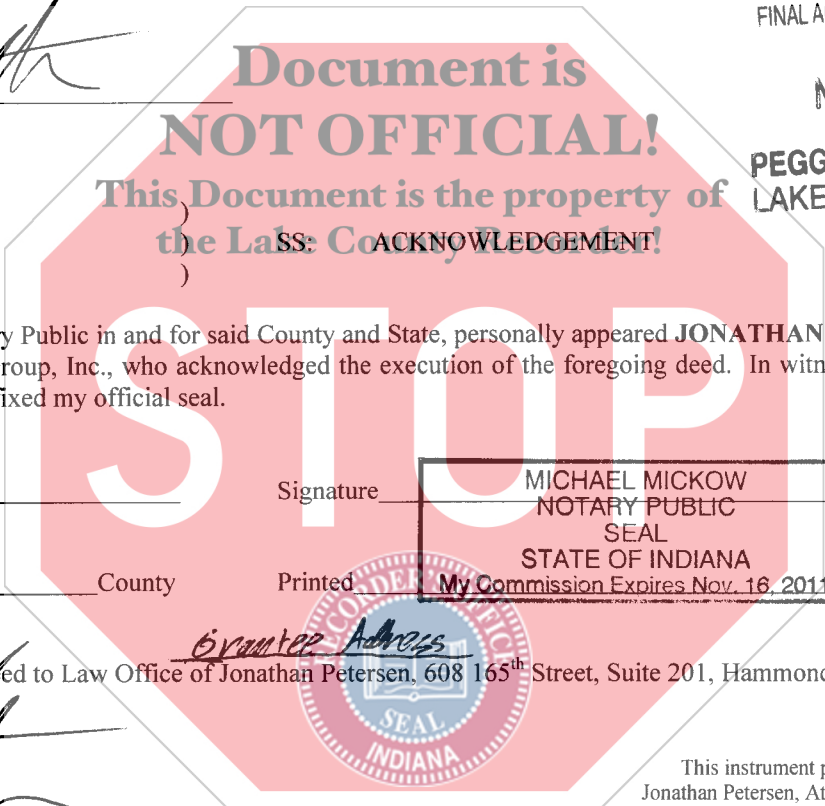 FINAL A
Document is
NOT OFFICIAL!
PEGG
This Document is the property of
LAKE
the Lake County Recorder!
) SS: ACKNOWLEDGEMENT
)
)
y Public in and for said County and State, personally appeared JONATHAN
roup, Inc., who acknowledged the execution of the foregoing deed. In witn
ixed my official seal.
STOP
Signature
MICHAEL MICKOW
NOTARY PUBLIC
SEAL
STATE OF INDIANA
My Commission Expires Nov. 16, 2011
County Printed
RECORDER'S OFFICE
Grantee Address
ed to Law Office of Jonathan Petersen, 608 165th Street, Suite 201, Hammond
SEAL
INDIANA
This instrument p
Jonathan Petersen, At